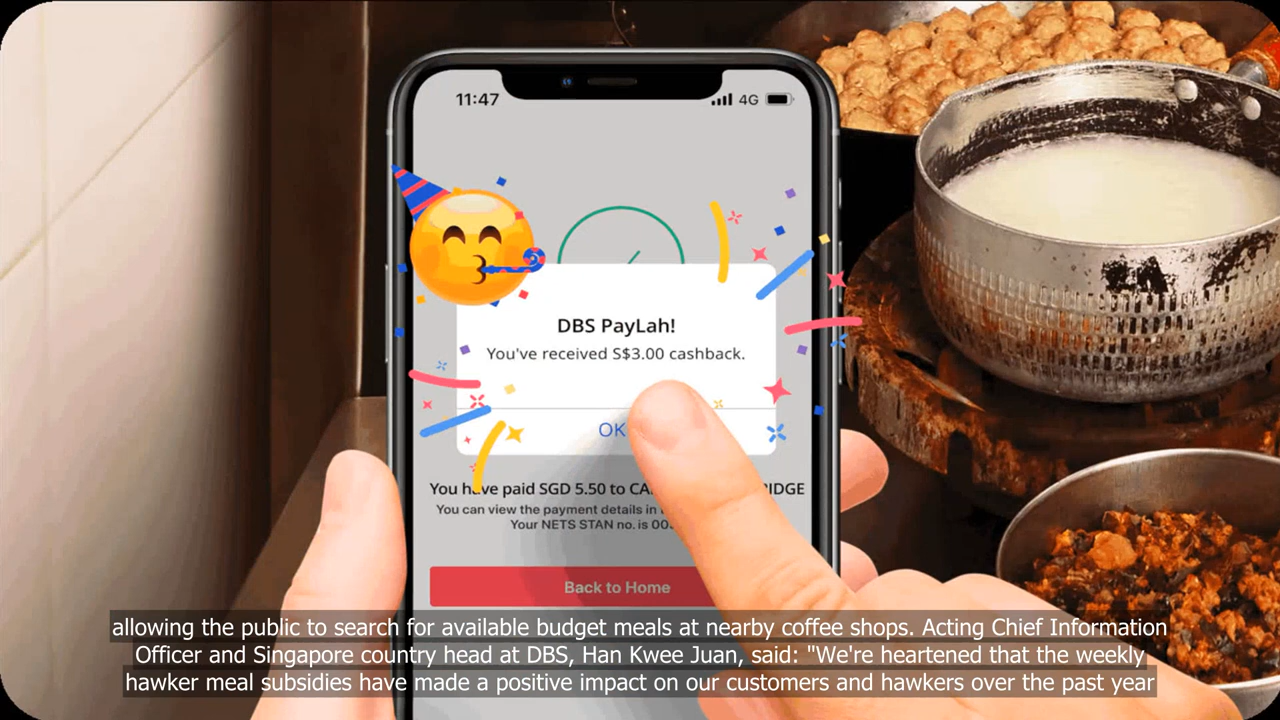 11:47
4G
DBS PayLah!
You've received S$3.00 cashback.
OK
You have paid SGD 5.50 to
You can view the payment details in
Your NETS STAN no. is
Back to Home
allowing the public to search for available budget meals at nearby coffee shops. Acting Chief Information
Officer and Singapore country head at DBS, Han Kwee Juan, said: "We're heartened that the weekly
hawker meal subsidies have made a positive impact on our customers and hawkers over the past year